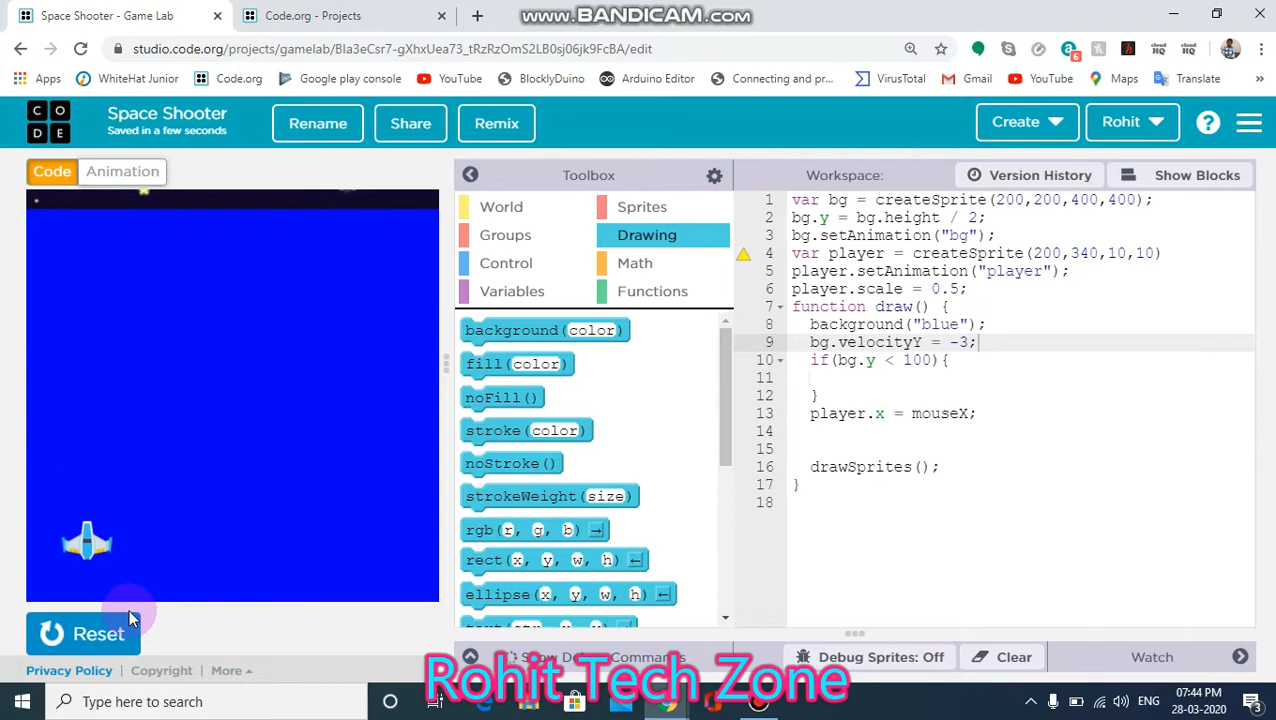 Space Shooter - Game Lab
Code.org - Projects
www.BANDICAM.com
studio.code.org/projects/gamelab/BIa3eCsr7-gXhxUea73_tRzRzOmS2LB0sj06jk9FcBA/edit
6
cloud HQ
cloud HQ
Apps
WhiteHat Junior
Code.org
Google play console
YouTube
BlocklyDuino
Arduino Editor
Connecting and pr...
VirusTotal
Gmail
YouTube
Maps
Translate
CODE
Space Shooter
Saved in a few seconds
Rename
Share
Remix
Create
Rohit
?
Code
Animation
Toolbox
Workspace:
Version History
Show Blocks
World
Sprites
Groups
Drawing
Control
Math
Variables
Functions
background(color)
fill(color)
noFill()
stroke(color)
noStroke()
strokeWeight(size)
rgb(r, g, b)
rect(x, y, w, h)
ellipse(x, y, w, h)
1 var bg = createSprite(200,200,400,400);
2 bg.y = bg.height / 2;
3 bg.setAnimation("bg");
4 var player = createSprite(200,340,10,10)
5 player.setAnimation("player");
6 player.scale = 0.5;
7 function draw() {
8 background("blue");
9 bg.velocityY = -3;
10 if(bg.y < 100){
11
12 }
13 player.x = mouseX;
14
15
16 drawSprites();
17 }
18
Reset
Debug Sprites: Off
Clear
Watch
Privacy Policy
Copyright
More
Rohit Tech Zone
Type here to search
ENG
07:44 PM
28-03-2020
3